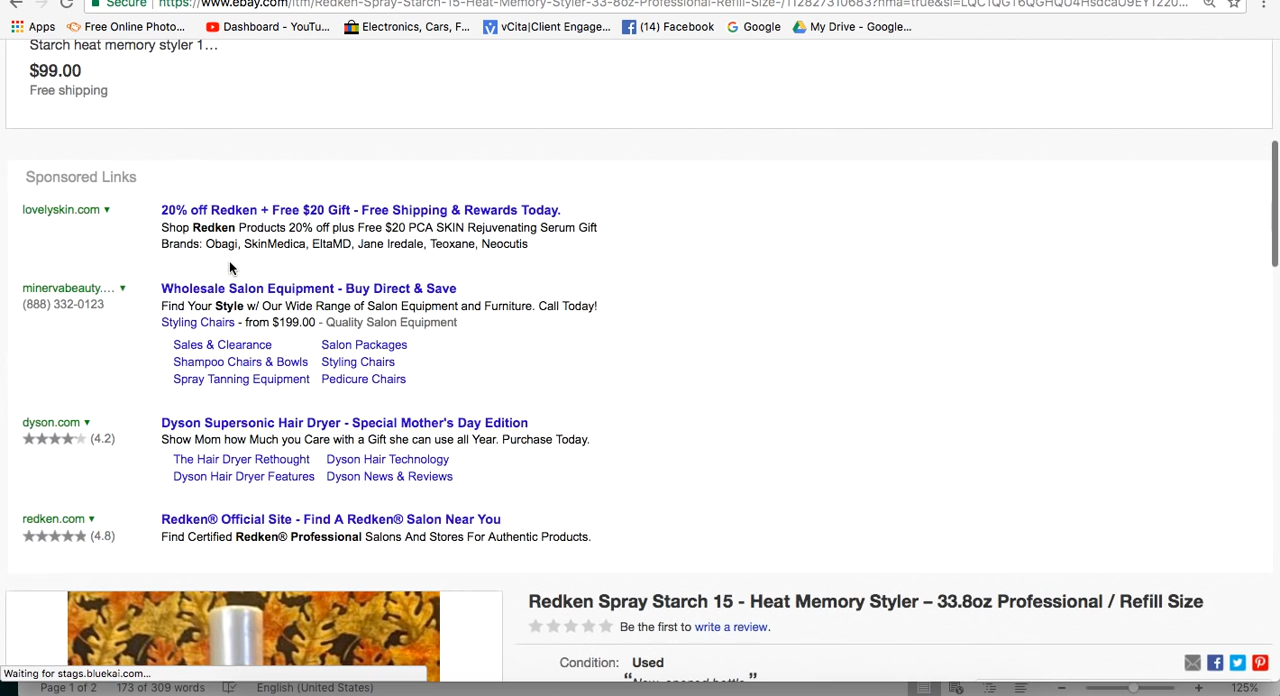 Secure https://www.ebay.com/itm/Redken-Spray-Starch-15-Heat-Memory-Styler-33-8oz-Professional-Refill-Size-/112827310683?hma=true&
Apps Free Online Photo... Dashboard - YouTu... Electronics, Cars, F... vCita|Client Engage... (14) Facebook Google My Drive - Google...
Starch heat memory styler 1...
$99.00
Free shipping
Sponsored Links
lovelyskin.com ▾ 20% off Redken + Free $20 Gift - Free Shipping & Rewards Today.
Shop Redken Products 20% off plus Free $20 PCA SKIN Rejuvenating Serum Gift
Brands: Obagi, SkinMedica, EltaMD, Jane Iredale, Teoxane, Neocutis
minervabeauty.... ▾ Wholesale Salon Equipment - Buy Direct & Save
(888) 332-0123 Find Your Style w/ Our Wide Range of Salon Equipment and Furniture. Call Today!
Styling Chairs - from $199.00 - Quality Salon Equipment
Sales & Clearance Salon Packages
Shampoo Chairs & Bowls Styling Chairs
Spray Tanning Equipment Pedicure Chairs
dyson.com ▾ Dyson Supersonic Hair Dryer - Special Mother's Day Edition
(4.2) Show Mom how Much you Care with a Gift she can use all Year. Purchase Today.
The Hair Dryer Rethought Dyson Hair Technology
Dyson Hair Dryer Features Dyson News & Reviews
redken.com ▾ Redken® Official Site - Find A Redken® Salon Near You
(4.8) Find Certified Redken® Professional Salons And Stores For Authentic Products.
Redken Spray Starch 15 - Heat Memory Styler – 33.8oz Professional / Refill Size
Be the first to write a review.
Condition: Used
Waiting for stags.bluekai.com...
Page 1 of 2 173 of 309 words English (United States) 125%